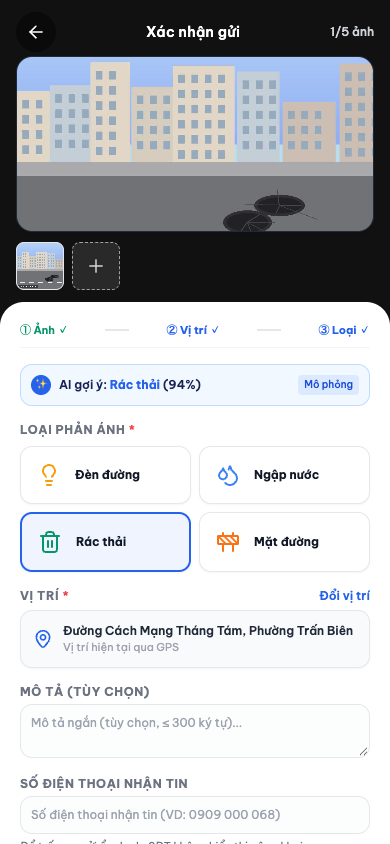 Xác nhận gửi
1/5 ảnh
① Ảnh ✓
② Vị trí ✓
③ Loại ✓
AI gợi ý: Rác thải (94%)
Mô phỏng
LOẠI PHẢN ÁNH *
Đèn đường
Ngập nước
Rác thải
Mặt đường
VỊ TRÍ *
Đổi vị trí
Đường Cách Mạng Tháng Tám, Phường Trấn Biên
Vị trí hiện tại qua GPS
MÔ TẢ (TÙY CHỌN)
Mô tả ngắn (tùy chọn, ≤ 300 ký tự)...
SỐ ĐIỆN THOẠI NHẬN TIN
Số điện thoại nhận tin (VD: 0909 000 068)